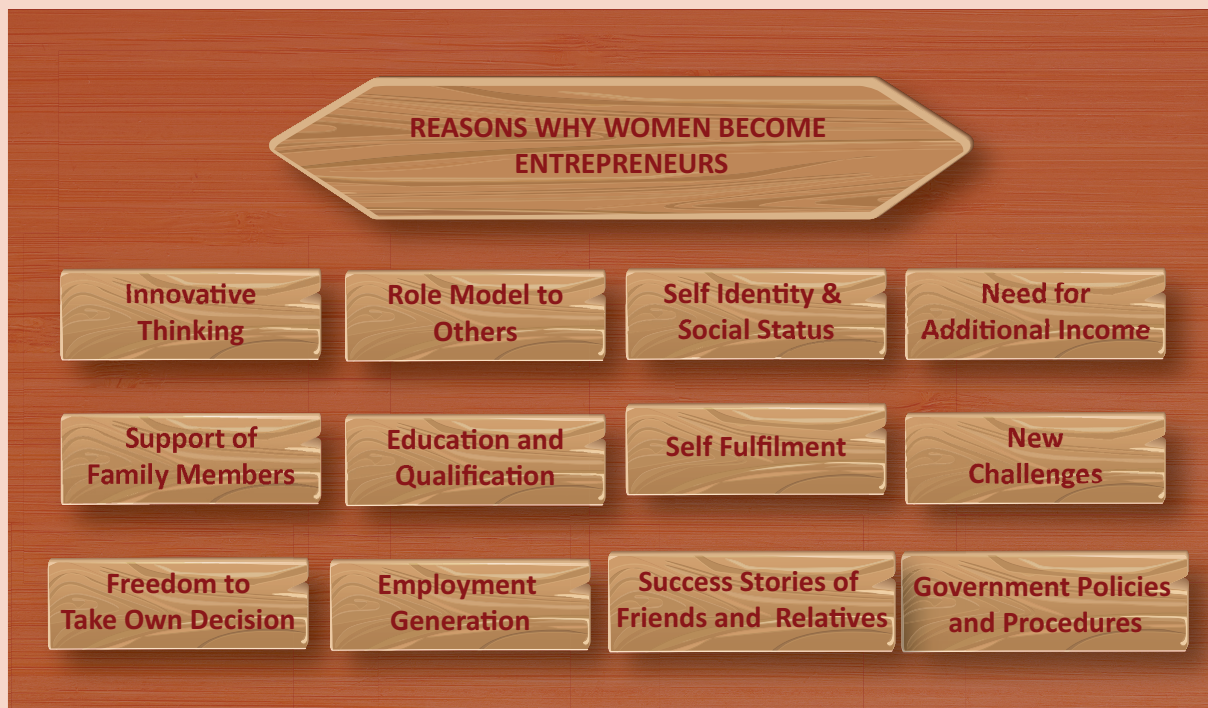 REASONS WHY WOMEN BECOME
ENTREPRENEURS
Innovative
Thinking
Role Model to
Others
Self Identity &
Social Status
Need for
Additional Income
Support of
Family Members
Education and
Qualification
Self Fulfilment
New
Challenges
Freedom to
Take Own Decision
Employment
Generation
Success Stories of
Friends and Relatives
Government Policies
and Procedures